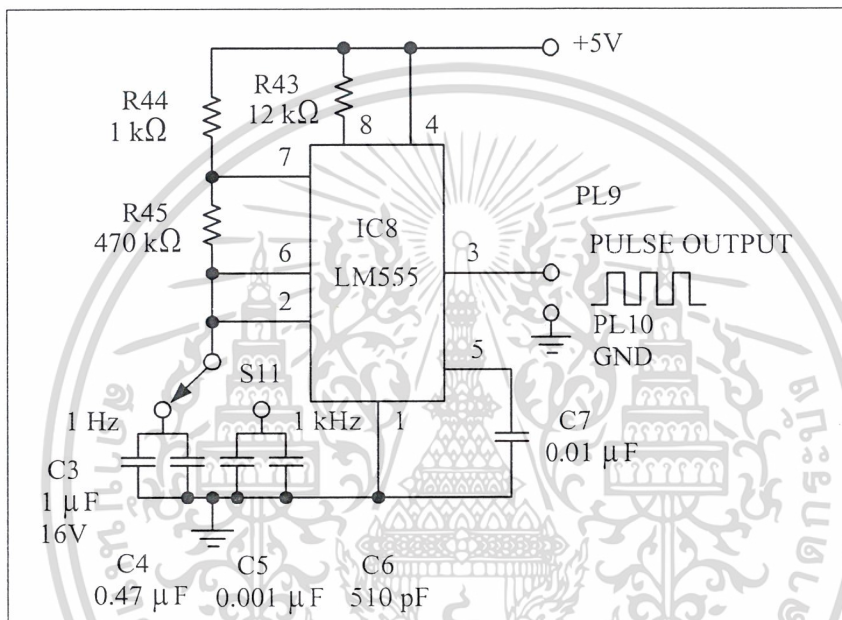 +5V
R44
1 kΩ
R43
12 kΩ
8
4
7
R45
470 kΩ
IC8
LM555
6
2
3
PL9
PULSE OUTPUT
PL10
GND
5
S11
1 Hz
1 kHz
1
C7
0.01 μF
C3
1 μF
16V
C4
0.47 μF
C5
0.001 μF
C6
510 pF